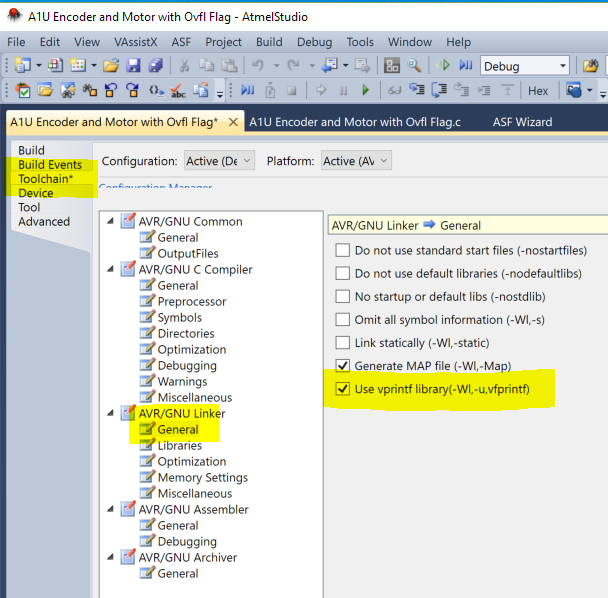 A1U Encoder and Motor with Ovfl Flag - AtmelStudio
File Edit View VAssistX ASF Project Build Debug Tools Window Help
Debug
abc Hex
A1U Encoder and Motor with Ovfl Flag* A1U Encoder and Motor with Ovfl Flag.c ASF Wizard
Build
Build Events
Toolchain*
Device
Tool
Advanced
Configuration: Active (De Platform: Active (AV
Configuration Manager
AVR/GNU Common
General
OutputFiles
AVR/GNU C Compiler
General
Preprocessor
Symbols
Directories
Optimization
Debugging
Warnings
Miscellaneous
AVR/GNU Linker
General
Libraries
Optimization
Memory Settings
Miscellaneous
AVR/GNU Assembler
General
Debugging
AVR/GNU Archiver
General
AVR/GNU Linker General
Do not use standard start files (-nostartfiles)
Do not use default libraries (-nodefaultlibs)
No startup or default libs (-nostdlib)
Omit all symbol information (-Wl,-s)
Link statically (-Wl,-static)
Generate MAP file (-Wl,-Map)
Use vprintf library(-Wl,-u,vfprintf)